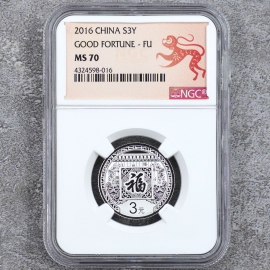 2016 CHINA S3Y
GOOD FORTUNE - FU
MS 70
4324598-016
NGC
福
3元